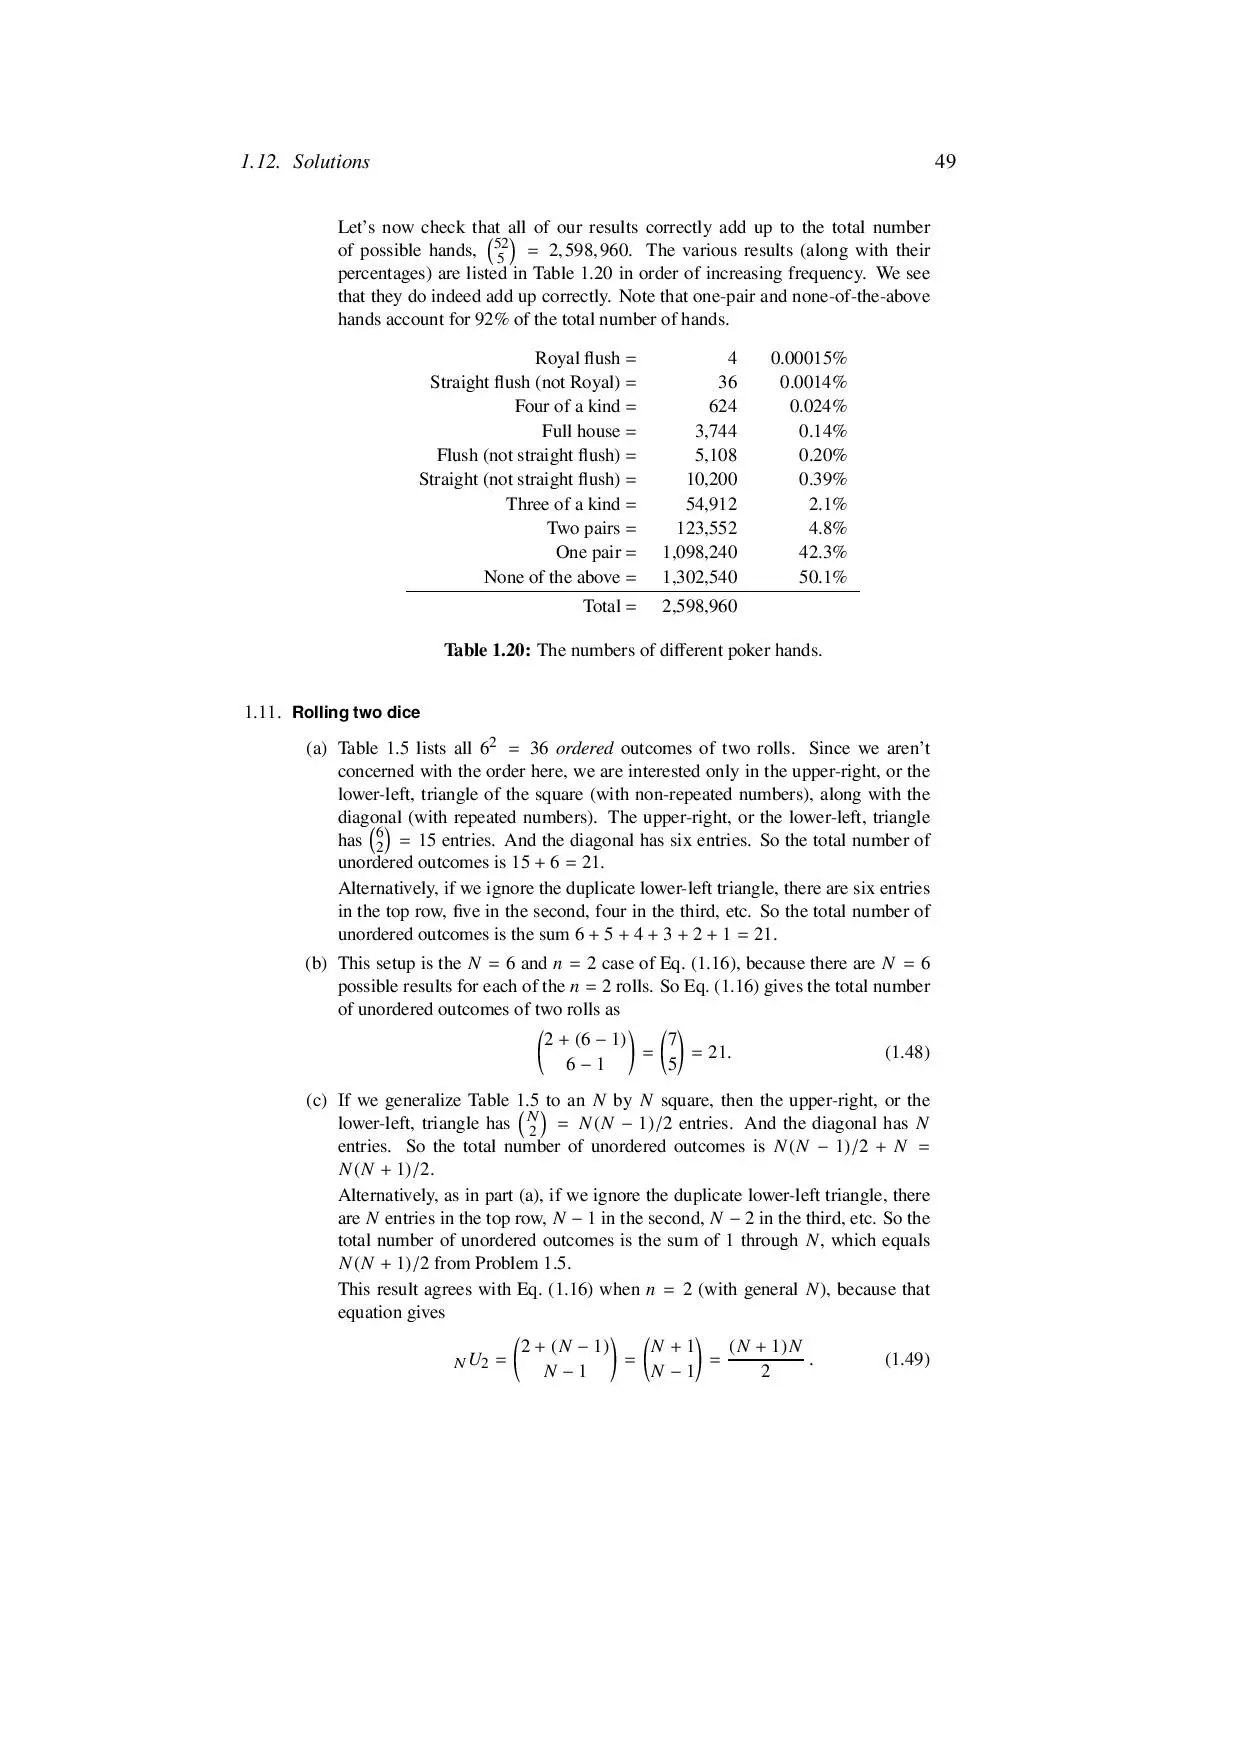 1.12. Solutions 49
Let's now check that all of our results correctly add up to the total number
of possible hands, \binom{52}{5} = 2,598,960. The various results (along with their
percentages) are listed in Table 1.20 in order of increasing frequency. We see
that they do indeed add up correctly. Note that one-pair and none-of-the-above
hands account for 92% of the total number of hands.
Royal flush = 4 0.00015%
Straight flush (not Royal) = 36 0.0014%
Four of a kind = 624 0.024%
Full house = 3,744 0.14%
Flush (not straight flush) = 5,108 0.20%
Straight (not straight flush) = 10,200 0.39%
Three of a kind = 54,912 2.1%
Two pairs = 123,552 4.8%
One pair = 1,098,240 42.3%
None of the above = 1,302,540 50.1%
Total = 2,598,960
Table 1.20: The numbers of different poker hands.
1.11. Rolling two dice
(a) Table 1.5 lists all 6² = 36 ordered outcomes of two rolls. Since we aren't
concerned with the order here, we are interested only in the upper-right, or the
lower-left, triangle of the square (with non-repeated numbers), along with the
diagonal (with repeated numbers). The upper-right, or the lower-left, triangle
has \binom{6}{2} = 15 entries. And the diagonal has six entries. So the total number of
unordered outcomes is 15 + 6 = 21.
Alternatively, if we ignore the duplicate lower-left triangle, there are six entries
in the top row, five in the second, four in the third, etc. So the total number of
unordered outcomes is the sum 6 + 5 + 4 + 3 + 2 + 1 = 21.
(b) This setup is the N = 6 and n = 2 case of Eq. (1.16), because there are N = 6
possible results for each of the n = 2 rolls. So Eq. (1.16) gives the total number
of unordered outcomes of two rolls as
\binom{2 + (6 − 1)}{6 − 1} = \binom{7}{5} = 21. (1.48)
(c) If we generalize Table 1.5 to an N by N square, then the upper-right, or the
lower-left, triangle has \binom{N}{2} = N(N − 1)/2 entries. And the diagonal has N
entries. So the total number of unordered outcomes is N(N − 1)/2 + N =
N(N + 1)/2.
Alternatively, as in part (a), if we ignore the duplicate lower-left triangle, there
are N entries in the top row, N − 1 in the second, N − 2 in the third, etc. So the
total number of unordered outcomes is the sum of 1 through N, which equals
N(N + 1)/2 from Problem 1.5.
This result agrees with Eq. (1.16) when n = 2 (with general N), because that
equation gives
_N U_2 = \binom{2 + (N − 1)}{N − 1} = \binom{N + 1}{N − 1} = \frac{(N + 1)N}{2} . (1.49)